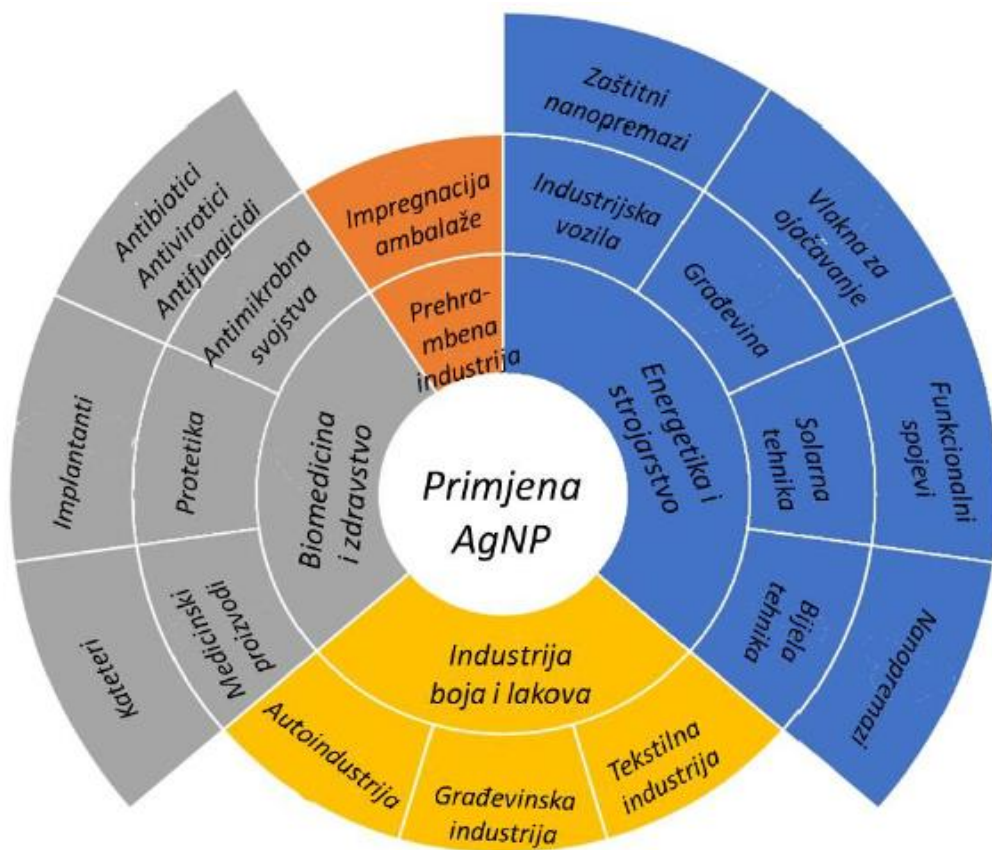 Primjena
AgNP
Energetika i
strojarstvo
Industrijska
vozila
Zaštitni
nanopremazi
Građevina
Vlakna za
ojačavanje
Solarna
tehnika
Funkcionalni
spojevi
Bijela
tehnika
Nanopremazi
Industrija
boja i lakova
Tekstilna
industrija
Građevinska
industrija
Autoindustrija
Biomedicina
i zdravstvo
Medicinski
proizvodi
Kateteri
Protetika
Implantanti
Antimikrobna
svojstva
Antibiotici
Antivirotici
Antifungicidi
Prehra-
mbena
industrija
Impregnacija
ambalaže